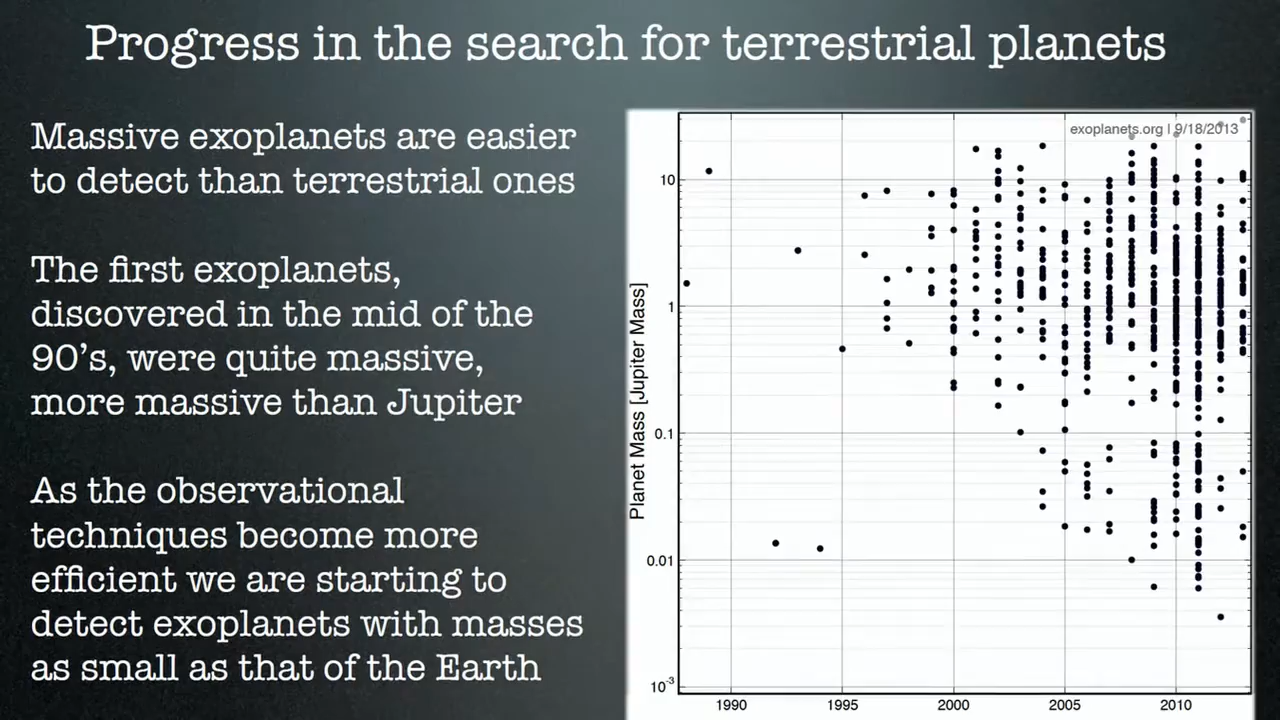 Progress in the search for terrestrial planets
Massive exoplanets are easier
to detect than terrestrial ones
The first exoplanets,
discovered in the mid of the
90's, were quite massive,
more massive than Jupiter
As the observational
techniques become more
efficient we are starting to
detect exoplanets with masses
as small as that of the Earth
exoplanets.org | 9/18/2013
Planet Mass [Jupiter Mass]
10
1
0.1
0.01
10⁻³
1990
1995
2000
2005
2010